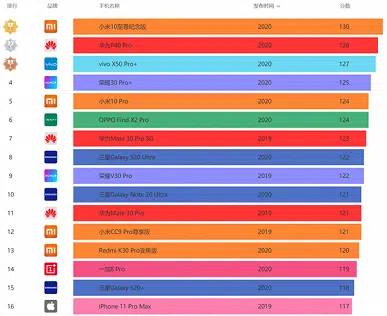 排行 品牌 手机名称 发布时间 分数
小米10至尊纪念版 2020 130
华为P40 Pro 2020 128
vivo vivo X50 Pro+ 2020 127
4 荣耀30 Pro+ 2020 125
5 小米10 Pro 2020 124
6 OPPO Find X2 Pro 2020 124
7 华为Mate 30 Pro 5G 2019 123
8 三星Galaxy S20 Ultra 2020 122
9 荣耀V30 Pro 2019 122
10 三星Galaxy Note 20 Ultra 2020 121
11 华为Mate 30 Pro 2019 121
12 小米CC9 Pro尊享版 2019 121
13 Redmi K30 Pro变焦版 2020 120
14 一加8 Pro 2020 119
15 三星Galaxy S20+ 2020 118
16 iPhone 11 Pro Max 2019 117